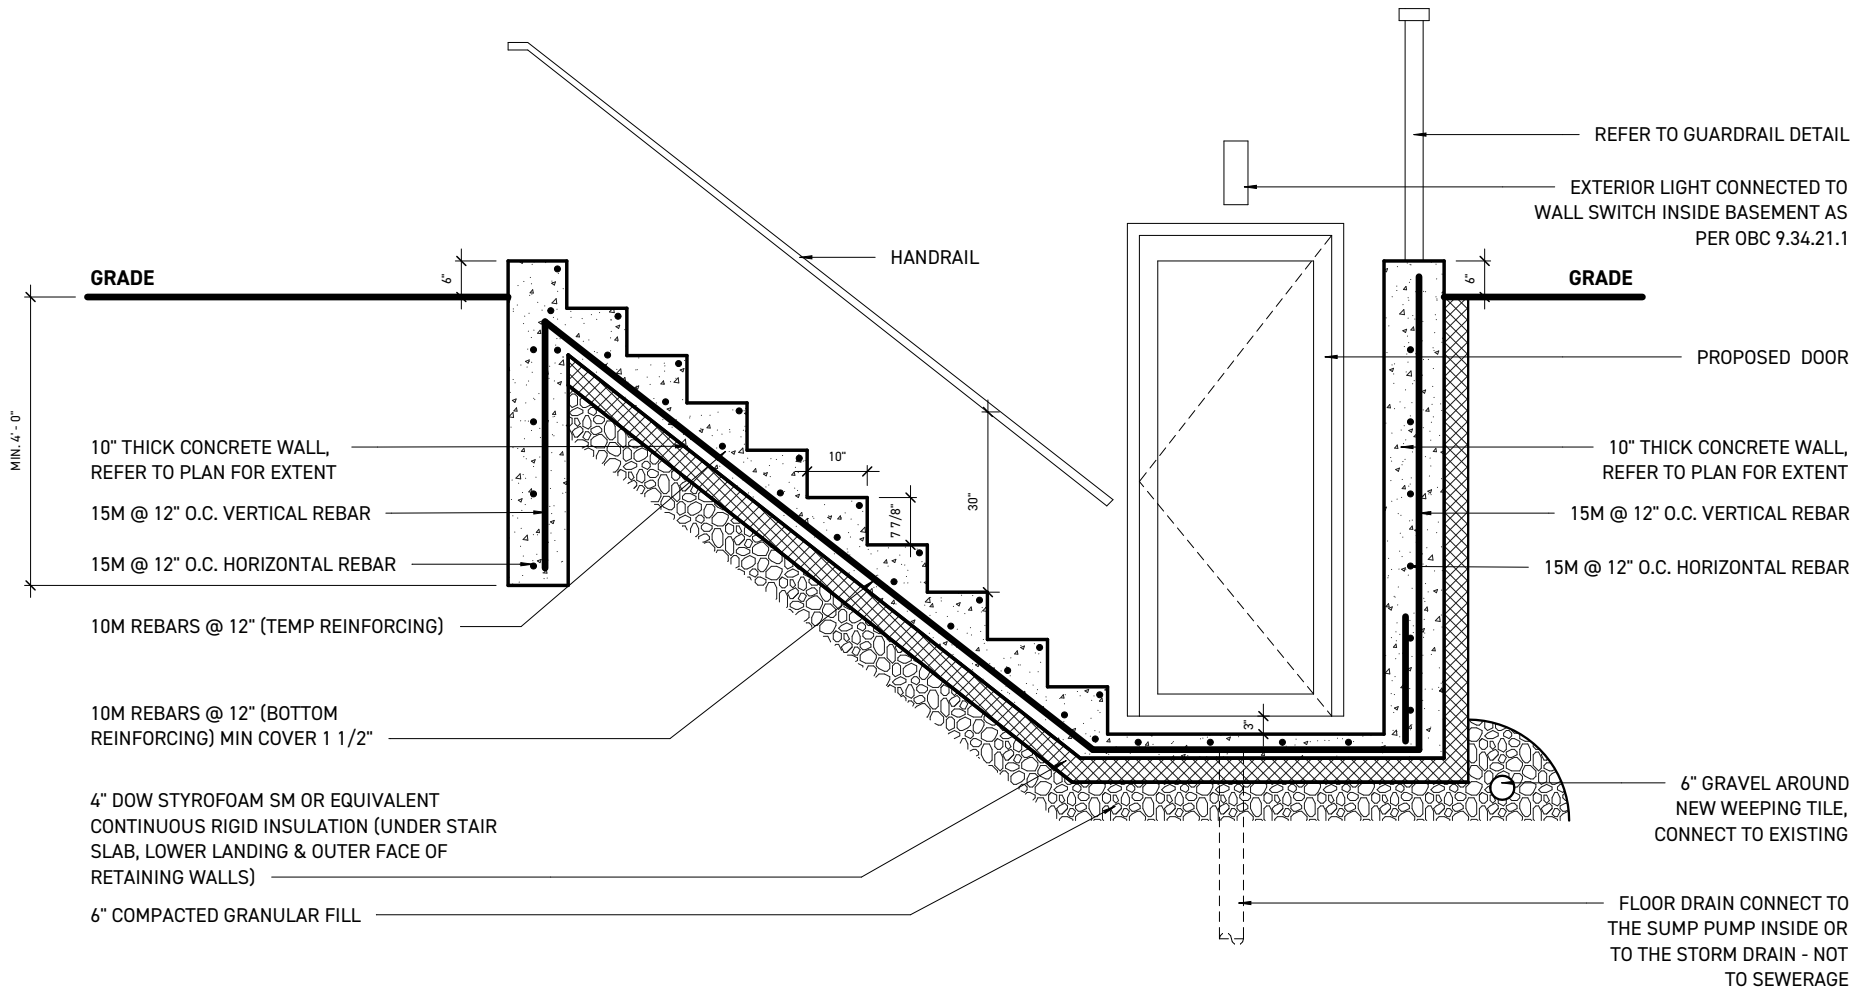 REFER TO GUARDRAIL DETAIL
EXTERIOR LIGHT CONNECTED TO
WALL SWITCH INSIDE BASEMENT AS
PER OBC 9.34.21.1
HANDRAIL
GRADE
6"
6"
GRADE
PROPOSED DOOR
MIN. 4' - 0"
10" THICK CONCRETE WALL,
REFER TO PLAN FOR EXTENT
15M @ 12" O.C. VERTICAL REBAR
15M @ 12" O.C. HORIZONTAL REBAR
10M REBARS @ 12" (TEMP REINFORCING)
10M REBARS @ 12" (BOTTOM
REINFORCING) MIN COVER 1 1/2"
4" DOW STYROFOAM SM OR EQUIVALENT
CONTINUOUS RIGID INSULATION (UNDER STAIR
SLAB, LOWER LANDING & OUTER FACE OF
RETAINING WALLS)
6" COMPACTED GRANULAR FILL
10"
7 7/8"
30"
3"
10" THICK CONCRETE WALL,
REFER TO PLAN FOR EXTENT
15M @ 12" O.C. VERTICAL REBAR
15M @ 12" O.C. HORIZONTAL REBAR
6" GRAVEL AROUND
NEW WEEPING TILE,
CONNECT TO EXISTING
FLOOR DRAIN CONNECT TO
THE SUMP PUMP INSIDE OR
TO THE STORM DRAIN - NOT
TO SEWERAGE